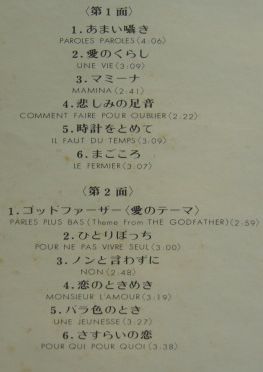 〈第1面〉
1.あまい囁き
PAROLES PAROLES(4:06)
2.愛のくらし
UNE VIE(3:09)
3.マミーナ
MAMINA(2:41)
4.悲しみの足音
COMMENT FAIRE POUR OUBLIER(2:22)
5.時計をとめて
IL FAUT DU TEMPS(3:09)
6.まごころ
LE FERMIER(3:07)
〈第2面〉
1.ゴッドファーザー〈愛のテーマ〉
PARLES PLUS BAS(Theme from THE GODFATHER)(2:59)
2.ひとりぼっち
POUR NE PAS VIVRE SEUL(3:00)
3.ノンと言わずに
NON(2:48)
4.恋のときめき
MONSIEUR L'AMOUR(3:19)
5.バラ色のとき
UNE JEUNESSE(3:27)
6.さすらいの恋
POUR QUI POUR QUOI(3:38)